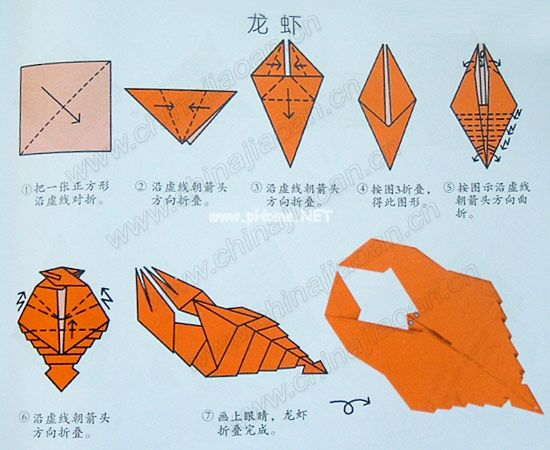 龙虾
①把一张正方形
沿虚线对折。
②沿虚线朝箭头
方向折叠。
③沿虚线朝箭头
方向折叠。
④按图3折叠，
得此图形。
⑤按图示沿虚线
朝箭头方向曲
折。
www.pHome.NET
www.chinajiaoan.cn
www.chinajiaoan.cn
www.chinajiaoan.cn
⑥沿虚线朝箭头
方向折叠。
⑦画上眼睛，龙虾
折叠完成。